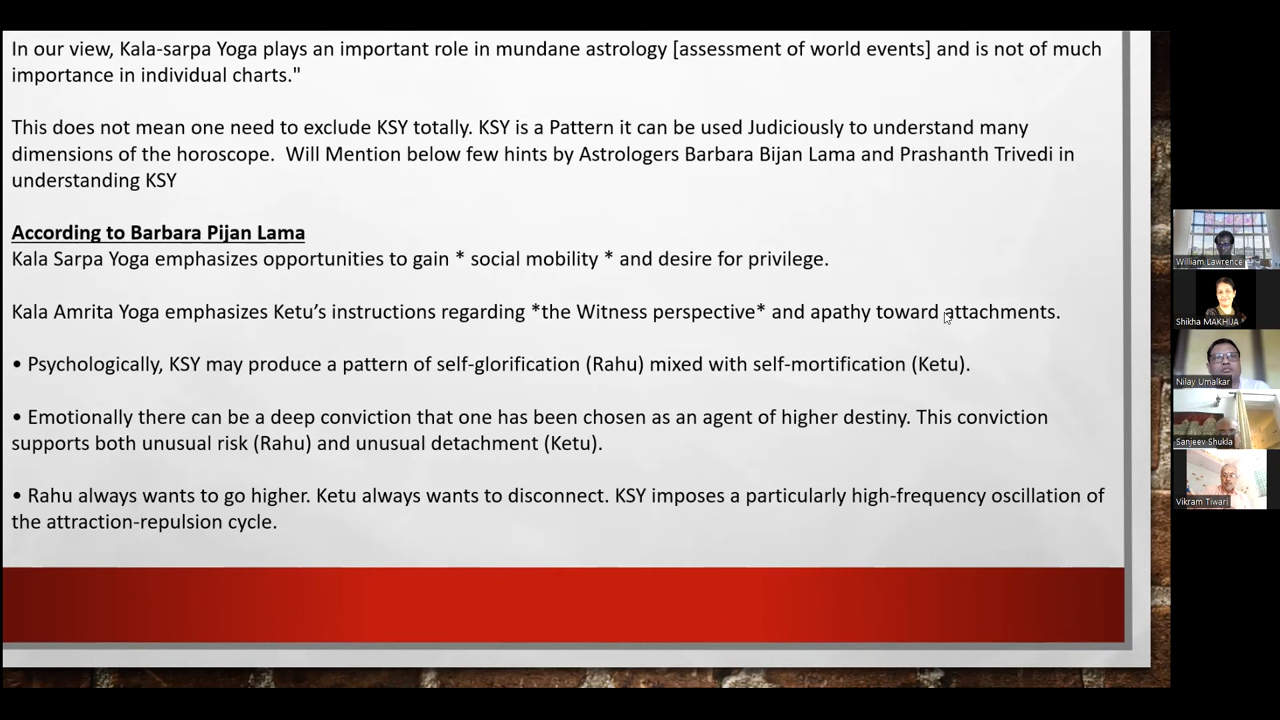 In our view, Kala-sarpa Yoga plays an important role in mundane astrology [assessment of world events] and is not of much
importance in individual charts."
This does not mean one need to exclude KSY totally. KSY is a Pattern it can be used Judiciously to understand many
dimensions of the horoscope.  Will Mention below few hints by Astrologers Barbara Bijan Lama and Prashanth Trivedi in
understanding KSY
According to Barbara Pijan Lama
Kala Sarpa Yoga emphasizes opportunities to gain * social mobility * and desire for privilege.
Kala Amrita Yoga emphasizes Ketu’s instructions regarding *the Witness perspective* and apathy toward attachments.
• Psychologically, KSY may produce a pattern of self-glorification (Rahu) mixed with self-mortification (Ketu).
• Emotionally there can be a deep conviction that one has been chosen as an agent of higher destiny. This conviction
supports both unusual risk (Rahu) and unusual detachment (Ketu).
• Rahu always wants to go higher. Ketu always wants to disconnect. KSY imposes a particularly high-frequency oscillation of
the attraction-repulsion cycle.
William Lawrence
Shikha MAKHIJA
Nilay Umalkar
Sanjeev Shukla
Vikram Tiwari